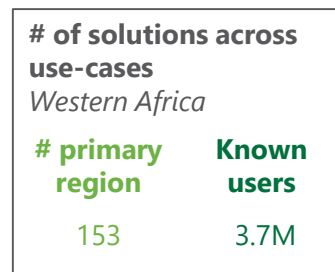 # of solutions across
use-cases
Western Africa
# primary Known
region users
153 3.7M